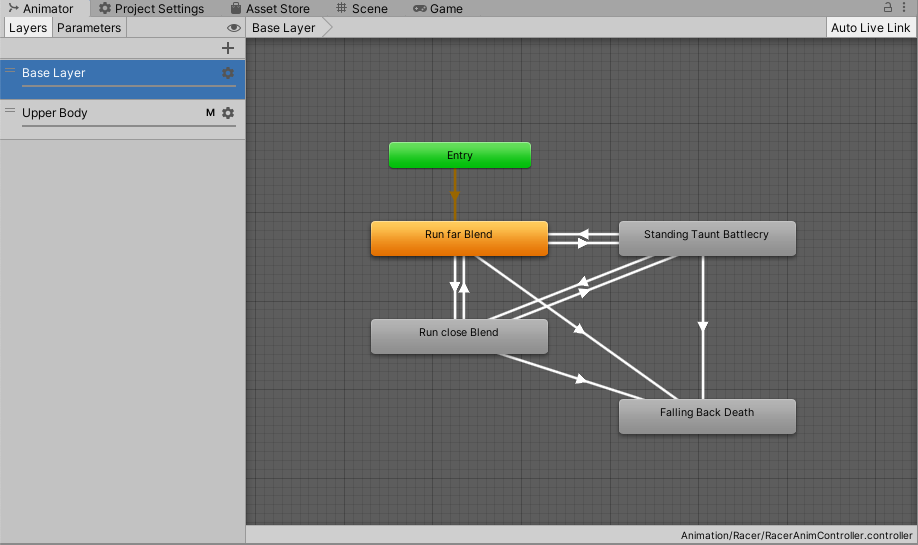 Animator Project Settings Asset Store Scene Game
Layers Parameters Base Layer Auto Live Link
Base Layer
Upper Body M
Entry
Run far Blend Standing Taunt Battlecry
Run close Blend
Falling Back Death
Animation/Racer/RacerAnimController.controller